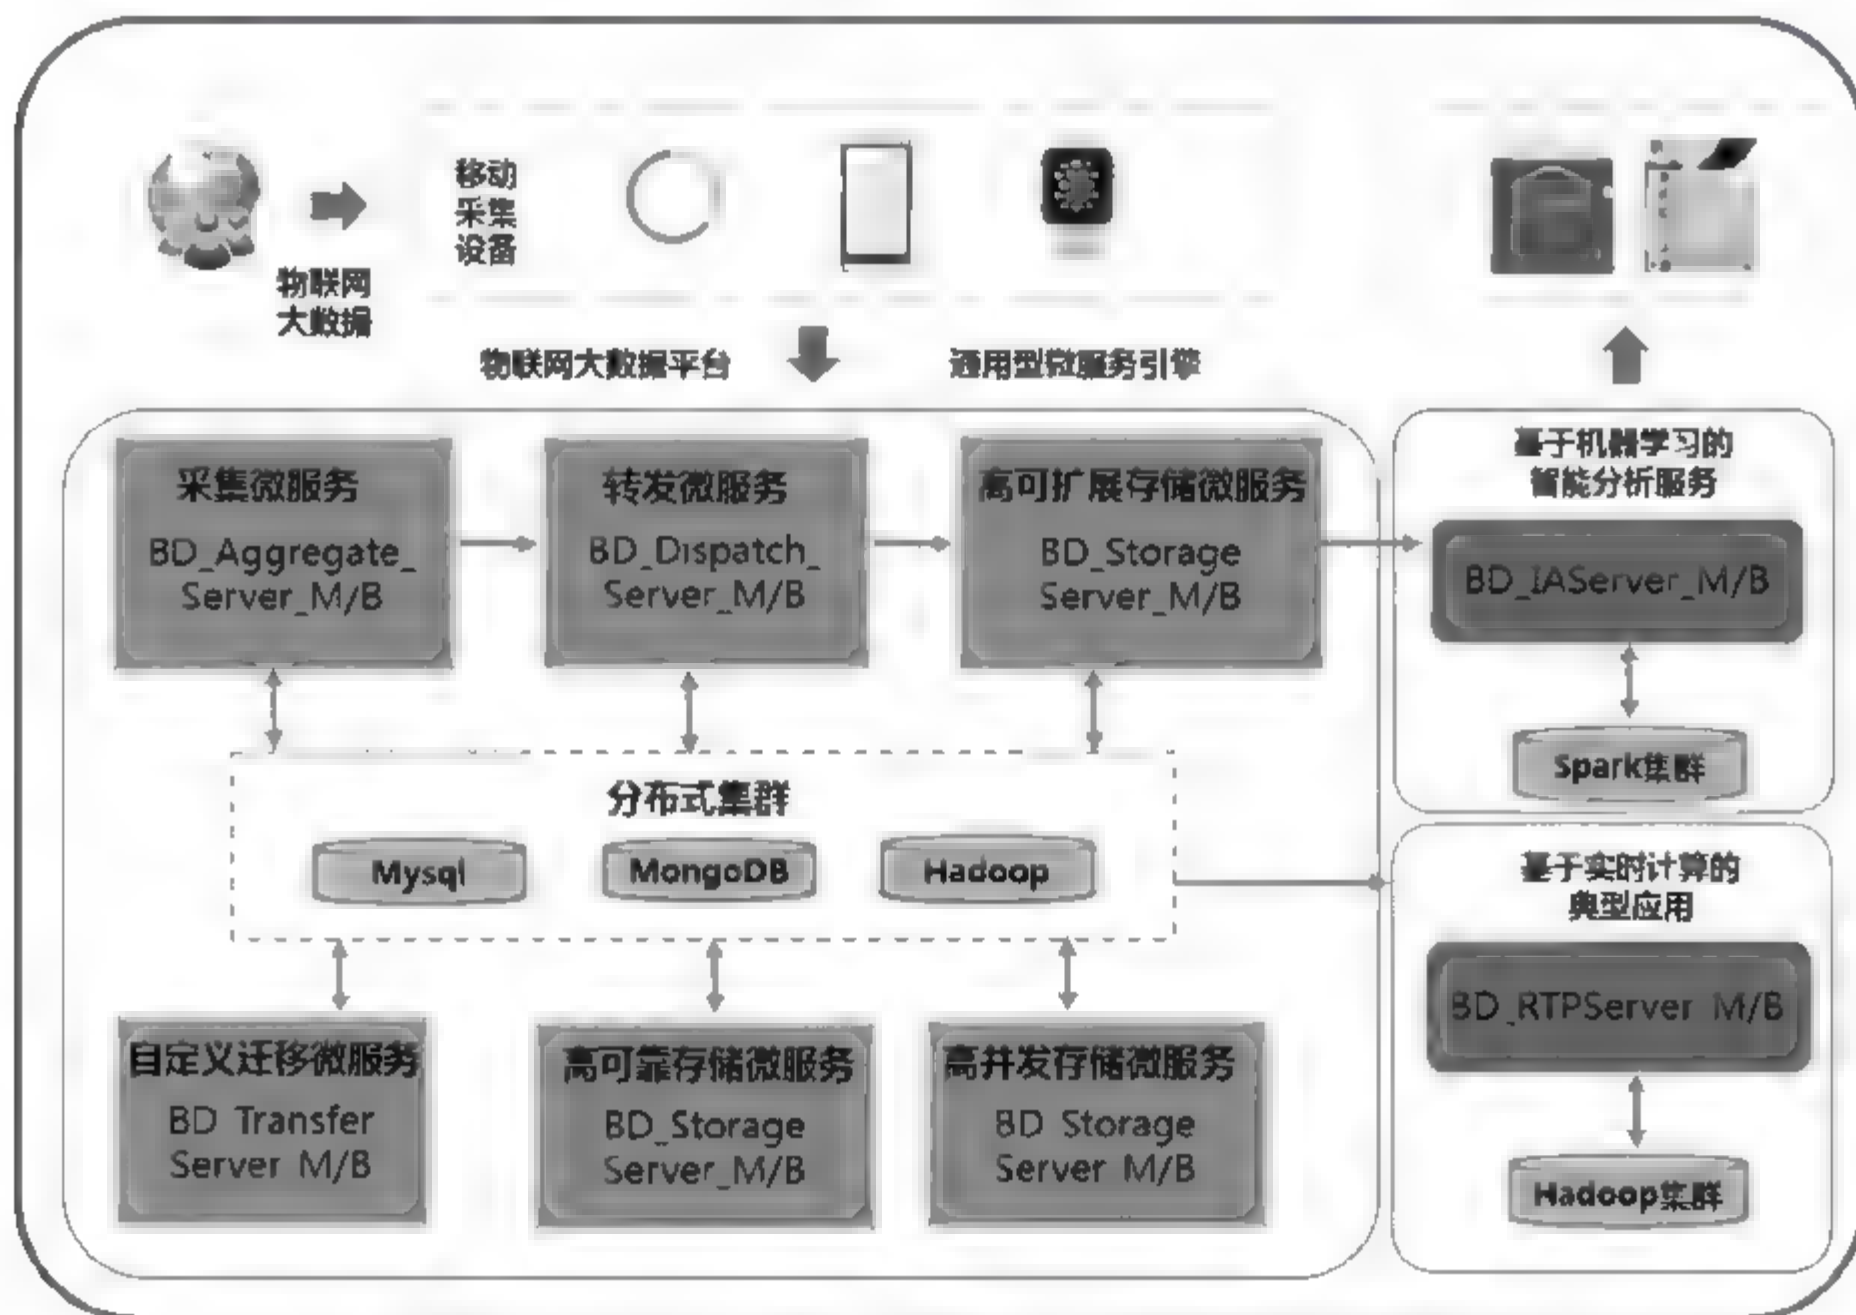 移动
采集
设备
物联网
大数据
物联网大数据平台
通用型微服务引擎
采集微服务
BD_Aggregate_
Server_M/B
转发微服务
BD_Dispatch_
Server_M/B
高可扩展存储微服务
BD_Storage
Server_M/B
基于机器学习的
智能分析服务
BD_IAServer_M/B
Spark集群
分布式集群
Mysql
MongoDB
Hadoop
基于实时计算的
典型应用
BD_RTPServer M/B
Hadoop集群
自定义迁移微服务
BD Transfer
Server M/B
高可靠存储微服务
BD_Storage
Server_M/B
高并发存储微服务
BD Storage
Server M/B